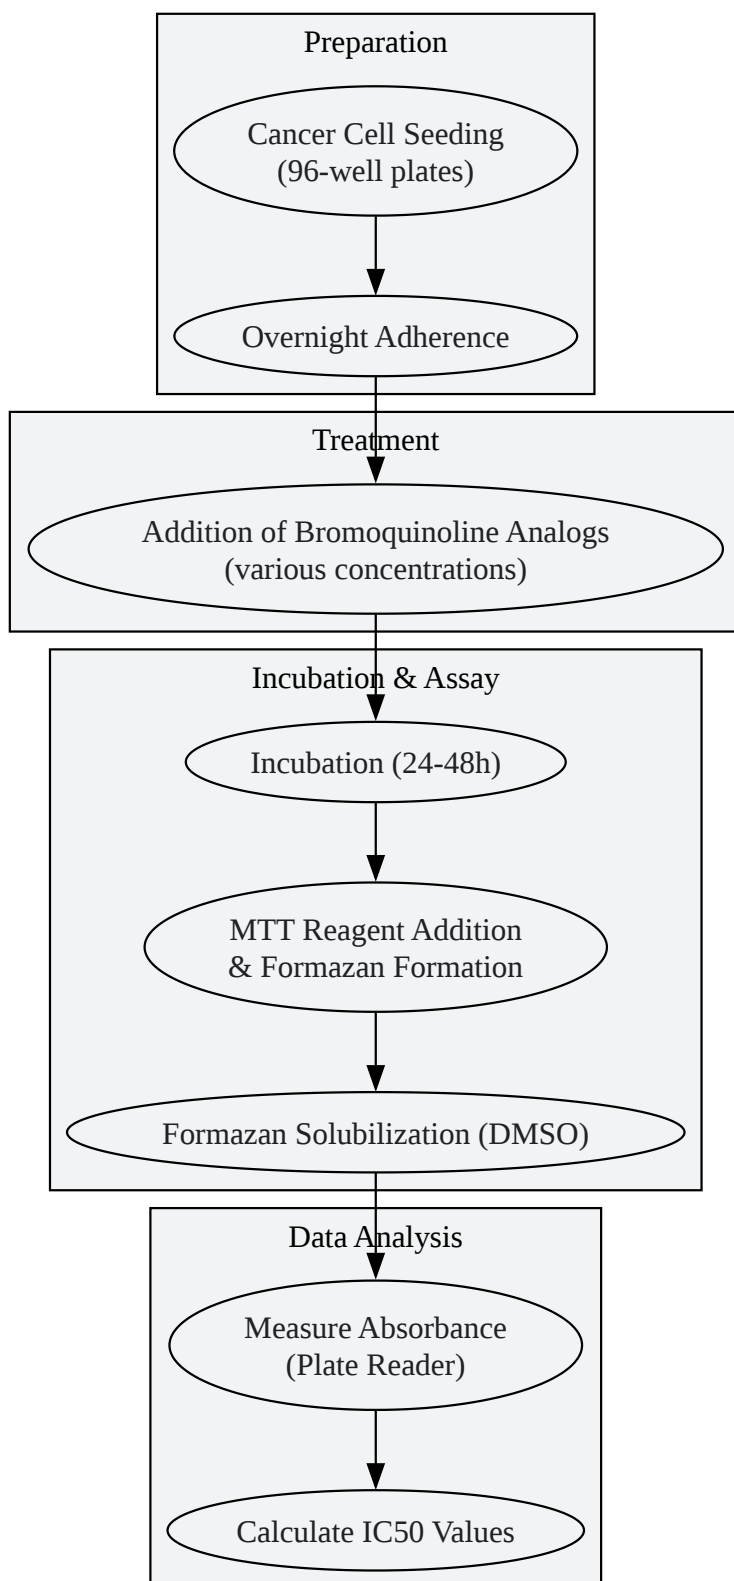 Preparation
Cancer Cell Seeding
(96-well plates)
Overnight Adherence
Treatment
Addition of Bromoquinoline Analogs
(various concentrations)
Incubation & Assay
Incubation (24-48h)
MTT Reagent Addition
& Formazan Formation
Formazan Solubilization (DMSO)
Data Analysis
Measure Absorbance
(Plate Reader)
Calculate IC50 Values